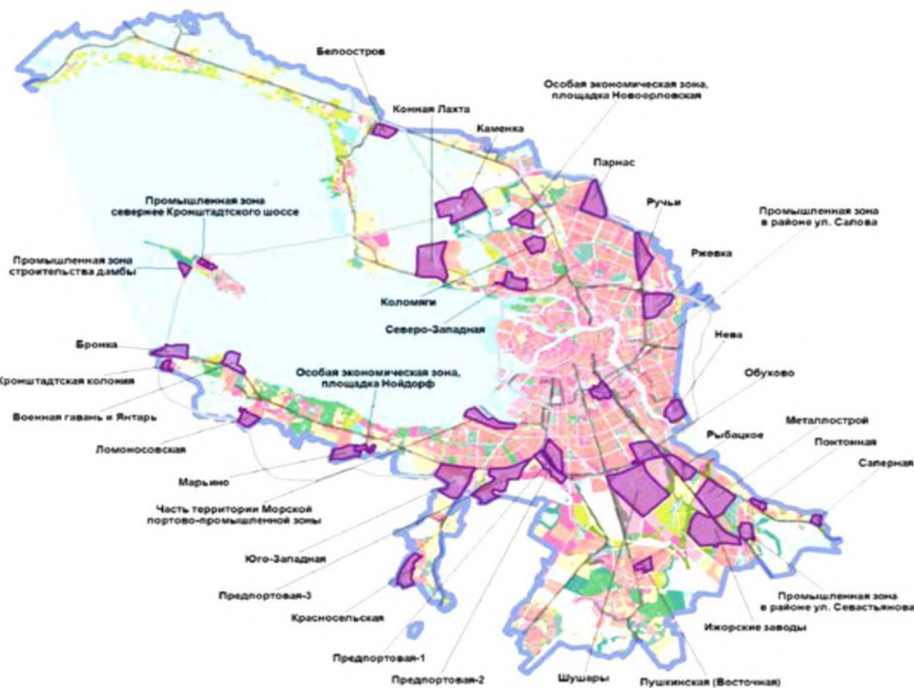 Белоостров
Особая экономическая зона,
площадка Новоорловская
Конная Лахта
Каменка
Парнас
Промышленная зона
севернее Кронштадтского шоссе
Ручьи
Промышленная зона
в районе ул. Салова
Промышленная зона
строительства дамбы
Ржевка
Коломяги
Северо-Западная
Нева
Бронка
Особая экономическая зона,
площадка Нойдорф
Обухово
Кронштадтская колония
Военная гавань и Янтарь
Металлострой
Рыбацкое
Понтонная
Ломоносовская
Саперная
Марьино
Часть территории Морской
портово-промышленной зоны
Юго-Западная
Предпортовая-3
Промышленная зона
в районе ул. Севастьянова
Красносельская
Ижорские заводы
Предпортовая-1
Предпортовая-2
Шушары
Пушкинская (Восточная)